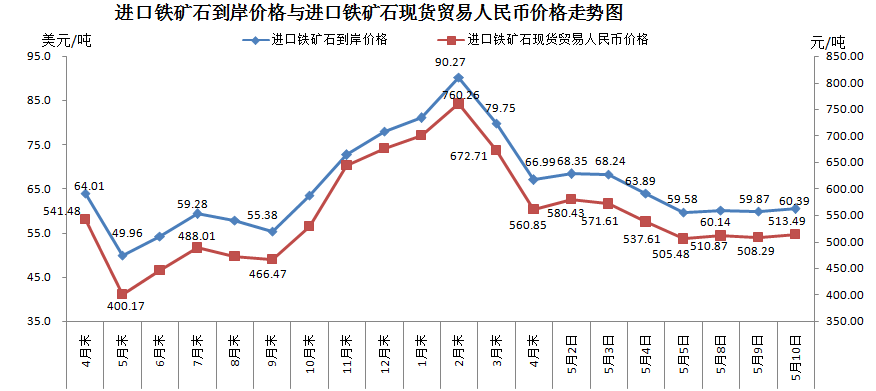 进口铁矿石到岸价格与进口铁矿石现货贸易人民币价格走势图
美元/吨
元/吨
进口铁矿石到岸价格
进口铁矿石现货贸易人民币价格
95.0
85.0
75.0
65.0
55.0
45.0
35.0
850.00
800.00
750.00
700.00
650.00
600.00
550.00
500.00
450.00
400.00
350.00
64.01
49.96
59.28
55.38
90.27
79.75
66.99
68.35
68.24
63.89
59.58
60.14
59.87
60.39
541.48
400.17
488.01
466.47
760.26
672.71
560.85
580.43
571.61
537.61
505.48
510.87
508.29
513.49
4月末
5月末
6月末
7月末
8月末
9月末
10月末
11月末
12月末
1月末
2月末
3月末
4月末
5月2日
5月3日
5月4日
5月5日
5月8日
5月9日
5月10日